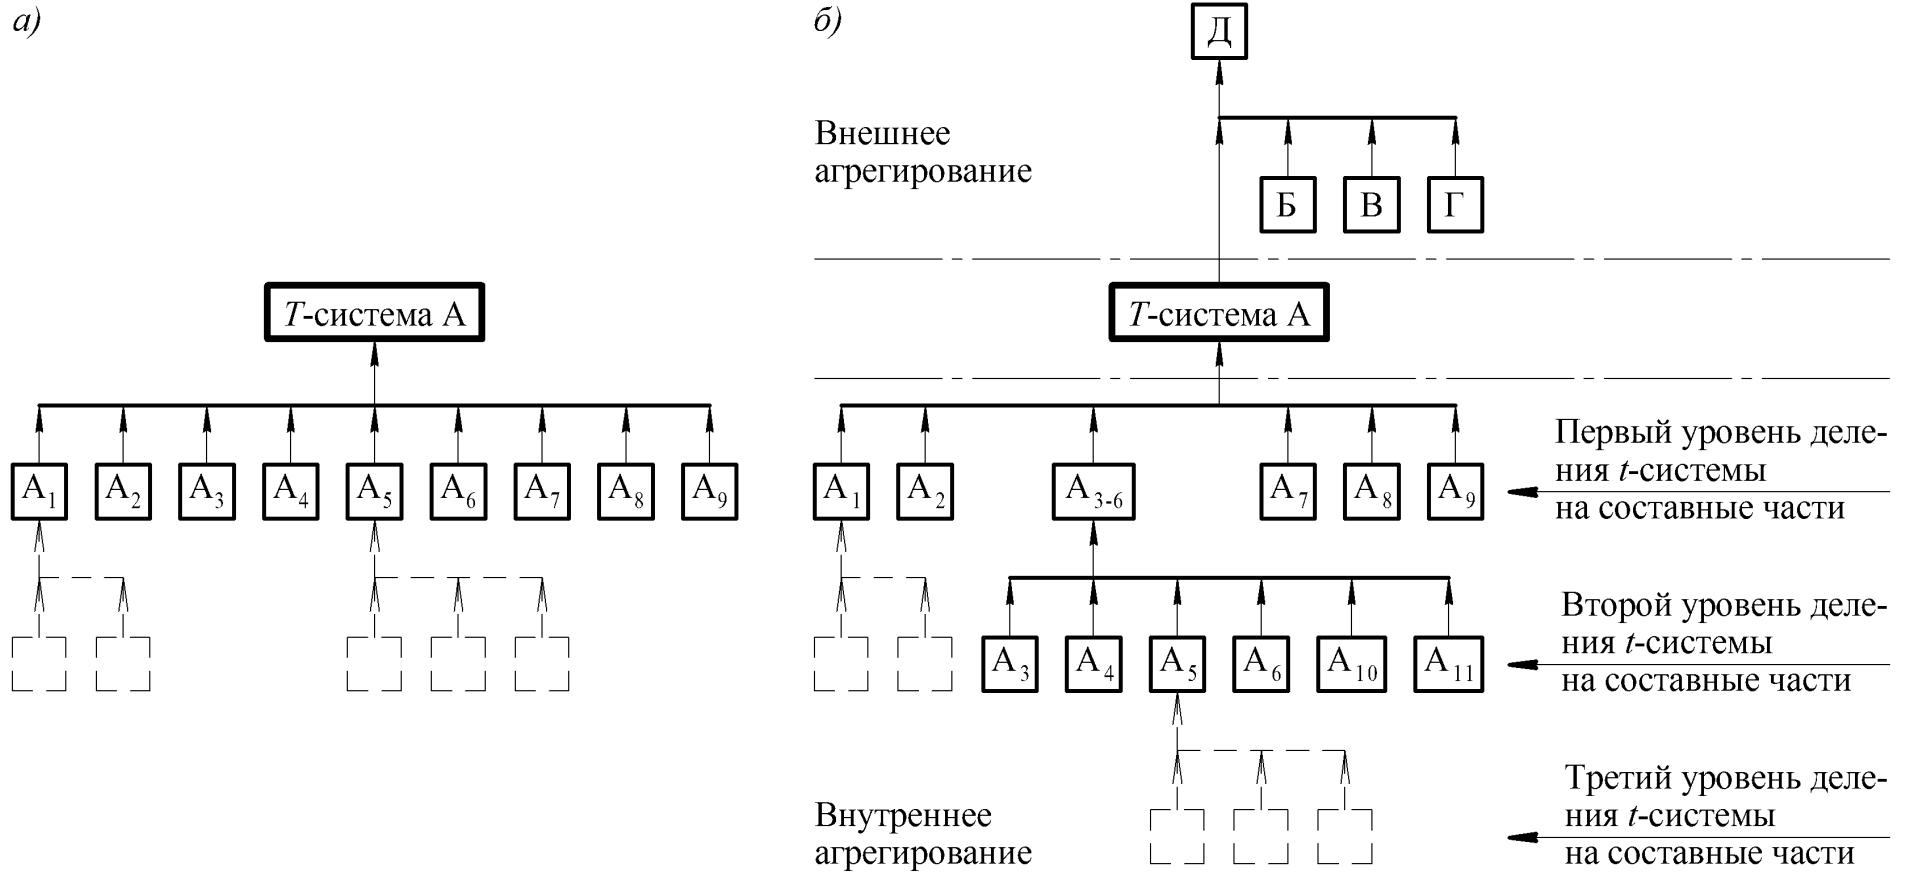 а)
Т-система А
А1 А2 А3 А4 А5 А6 А7 А8 А9
б)
Д
Внешнее
агрегирование
Б В Г
Т-система А
А1 А2 А3-6 А7 А8 А9
Первый уровень деле-
ния t-системы
на составные части
А3 А4 А5 А6 А10 А11
Второй уровень деле-
ния t-системы
на составные части
Внутреннее
агрегирование
Третий уровень деле-
ния t-системы
на составные части